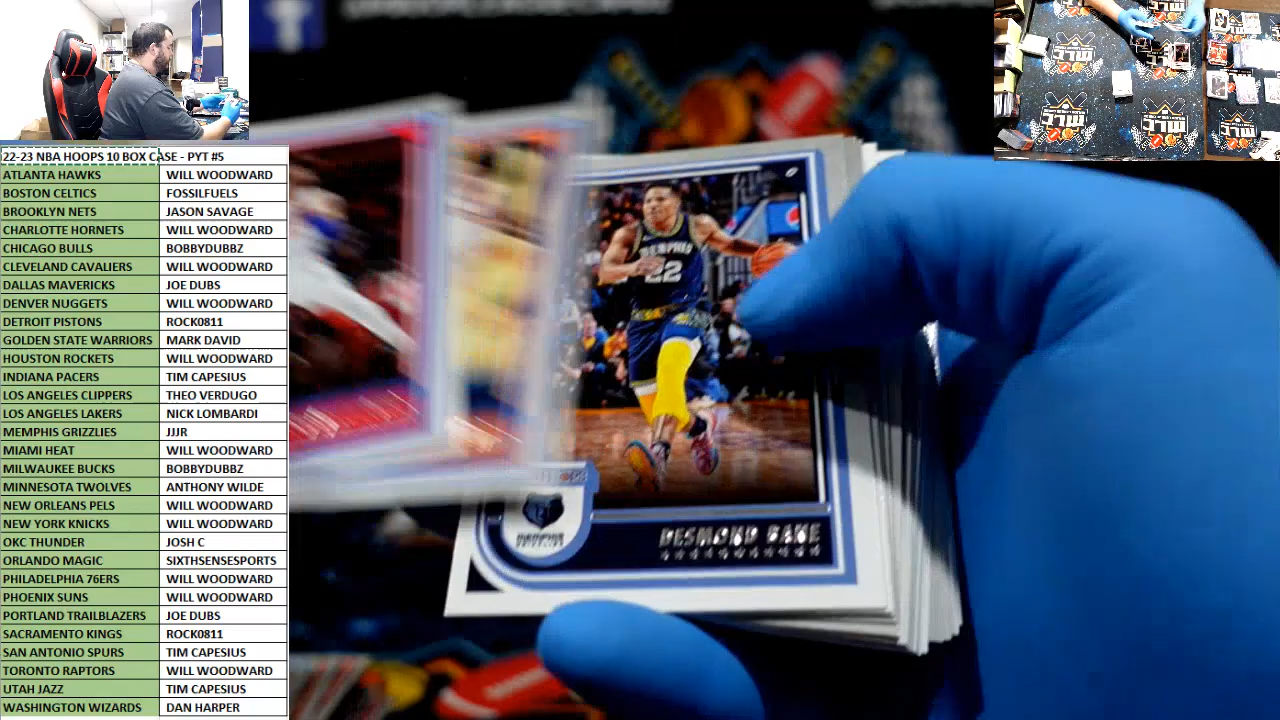 22-23 NBA HOOPS 10 BOX CASE - PYT #5
ATLANTA HAWKS WILL WOODWARD
BOSTON CELTICS FOSSILFUELS
BROOKLYN NETS JASON SAVAGE
CHARLOTTE HORNETS WILL WOODWARD
CHICAGO BULLS BOBBYDUBBZ
CLEVELAND CAVALIERS WILL WOODWARD
DALLAS MAVERICKS JOE DUBS
DENVER NUGGETS WILL WOODWARD
DETROIT PISTONS ROCK0811
GOLDEN STATE WARRIORS MARK DAVID
HOUSTON ROCKETS WILL WOODWARD
INDIANA PACERS TIM CAPESIUS
LOS ANGELES CLIPPERS THEO VERDUGO
LOS ANGELES LAKERS NICK LOMBARDI
MEMPHIS GRIZZLIES JJJR
MIAMI HEAT WILL WOODWARD
MILWAUKEE BUCKS BOBBYDUBBZ
MINNESOTA TWOLVES ANTHONY WILDE
NEW ORLEANS PELS WILL WOODWARD
NEW YORK KNICKS WILL WOODWARD
OKC THUNDER JOSH C
ORLANDO MAGIC SIXTHSENSESPORTS
PHILADELPHIA 76ERS WILL WOODWARD
PHOENIX SUNS WILL WOODWARD
PORTLAND TRAILBLAZERS JOE DUBS
SACRAMENTO KINGS ROCK0811
SAN ANTONIO SPURS TIM CAPESIUS
TORONTO RAPTORS WILL WOODWARD
UTAH JAZZ TIM CAPESIUS
WASHINGTON WIZARDS DAN HARPER
MEMPHIS
22
DESMOND BANE